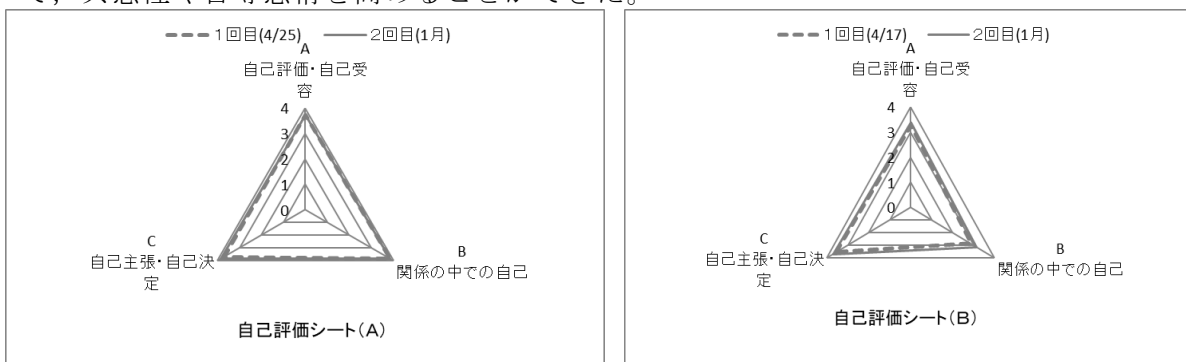 １回目(4/25) ２回目(1月)
A
自己評価・自己受
容
4
3
2
1
0
C
自己主張・自己決
定
B
関係の中での自己
自己評価シート（A）
１回目(4/17) ２回目(1月)
A
自己評価・自己受
容
4
3
2
1
0
C
自己主張・自己決
定
B
関係の中での自己
自己評価シート（B）